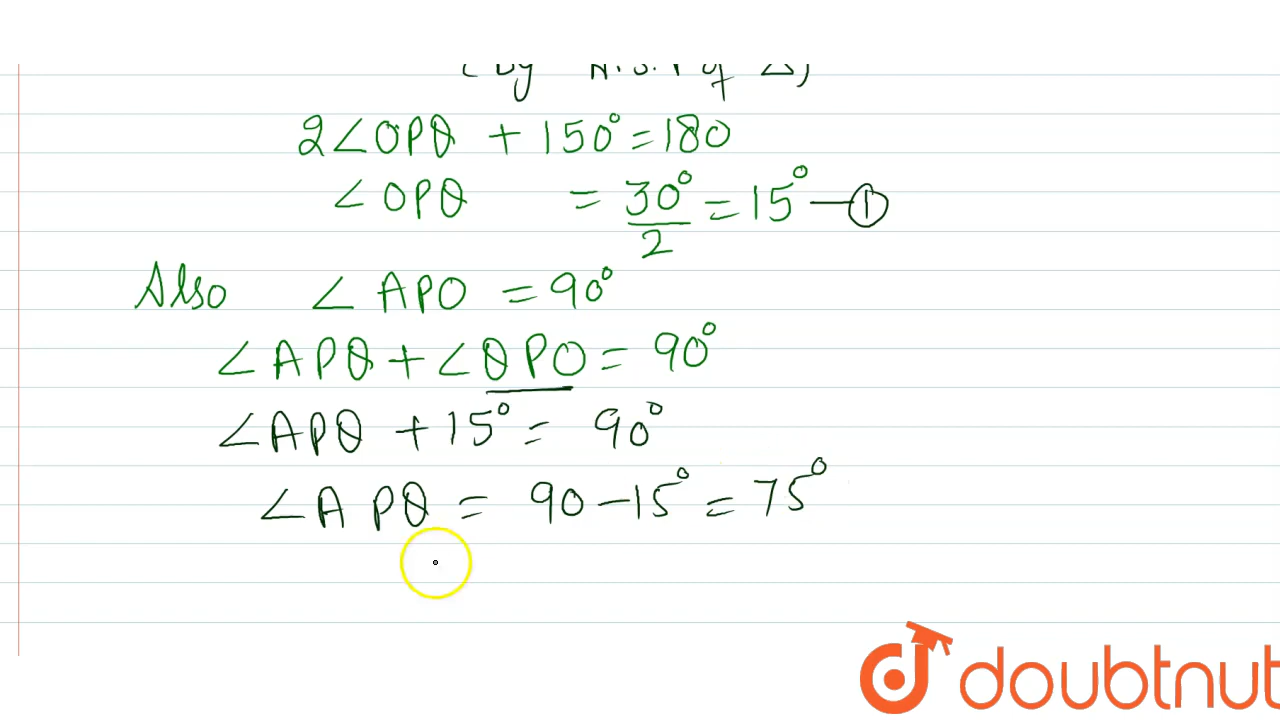 2∠OPQ + 150° = 180
∠OPQ = 30°/2 = 15° — ①
Also ∠APO = 90°
∠APQ + ∠QPO = 90°
∠APQ + 15° = 90°
∠APQ = 90 - 15° = 75°
doubtnut